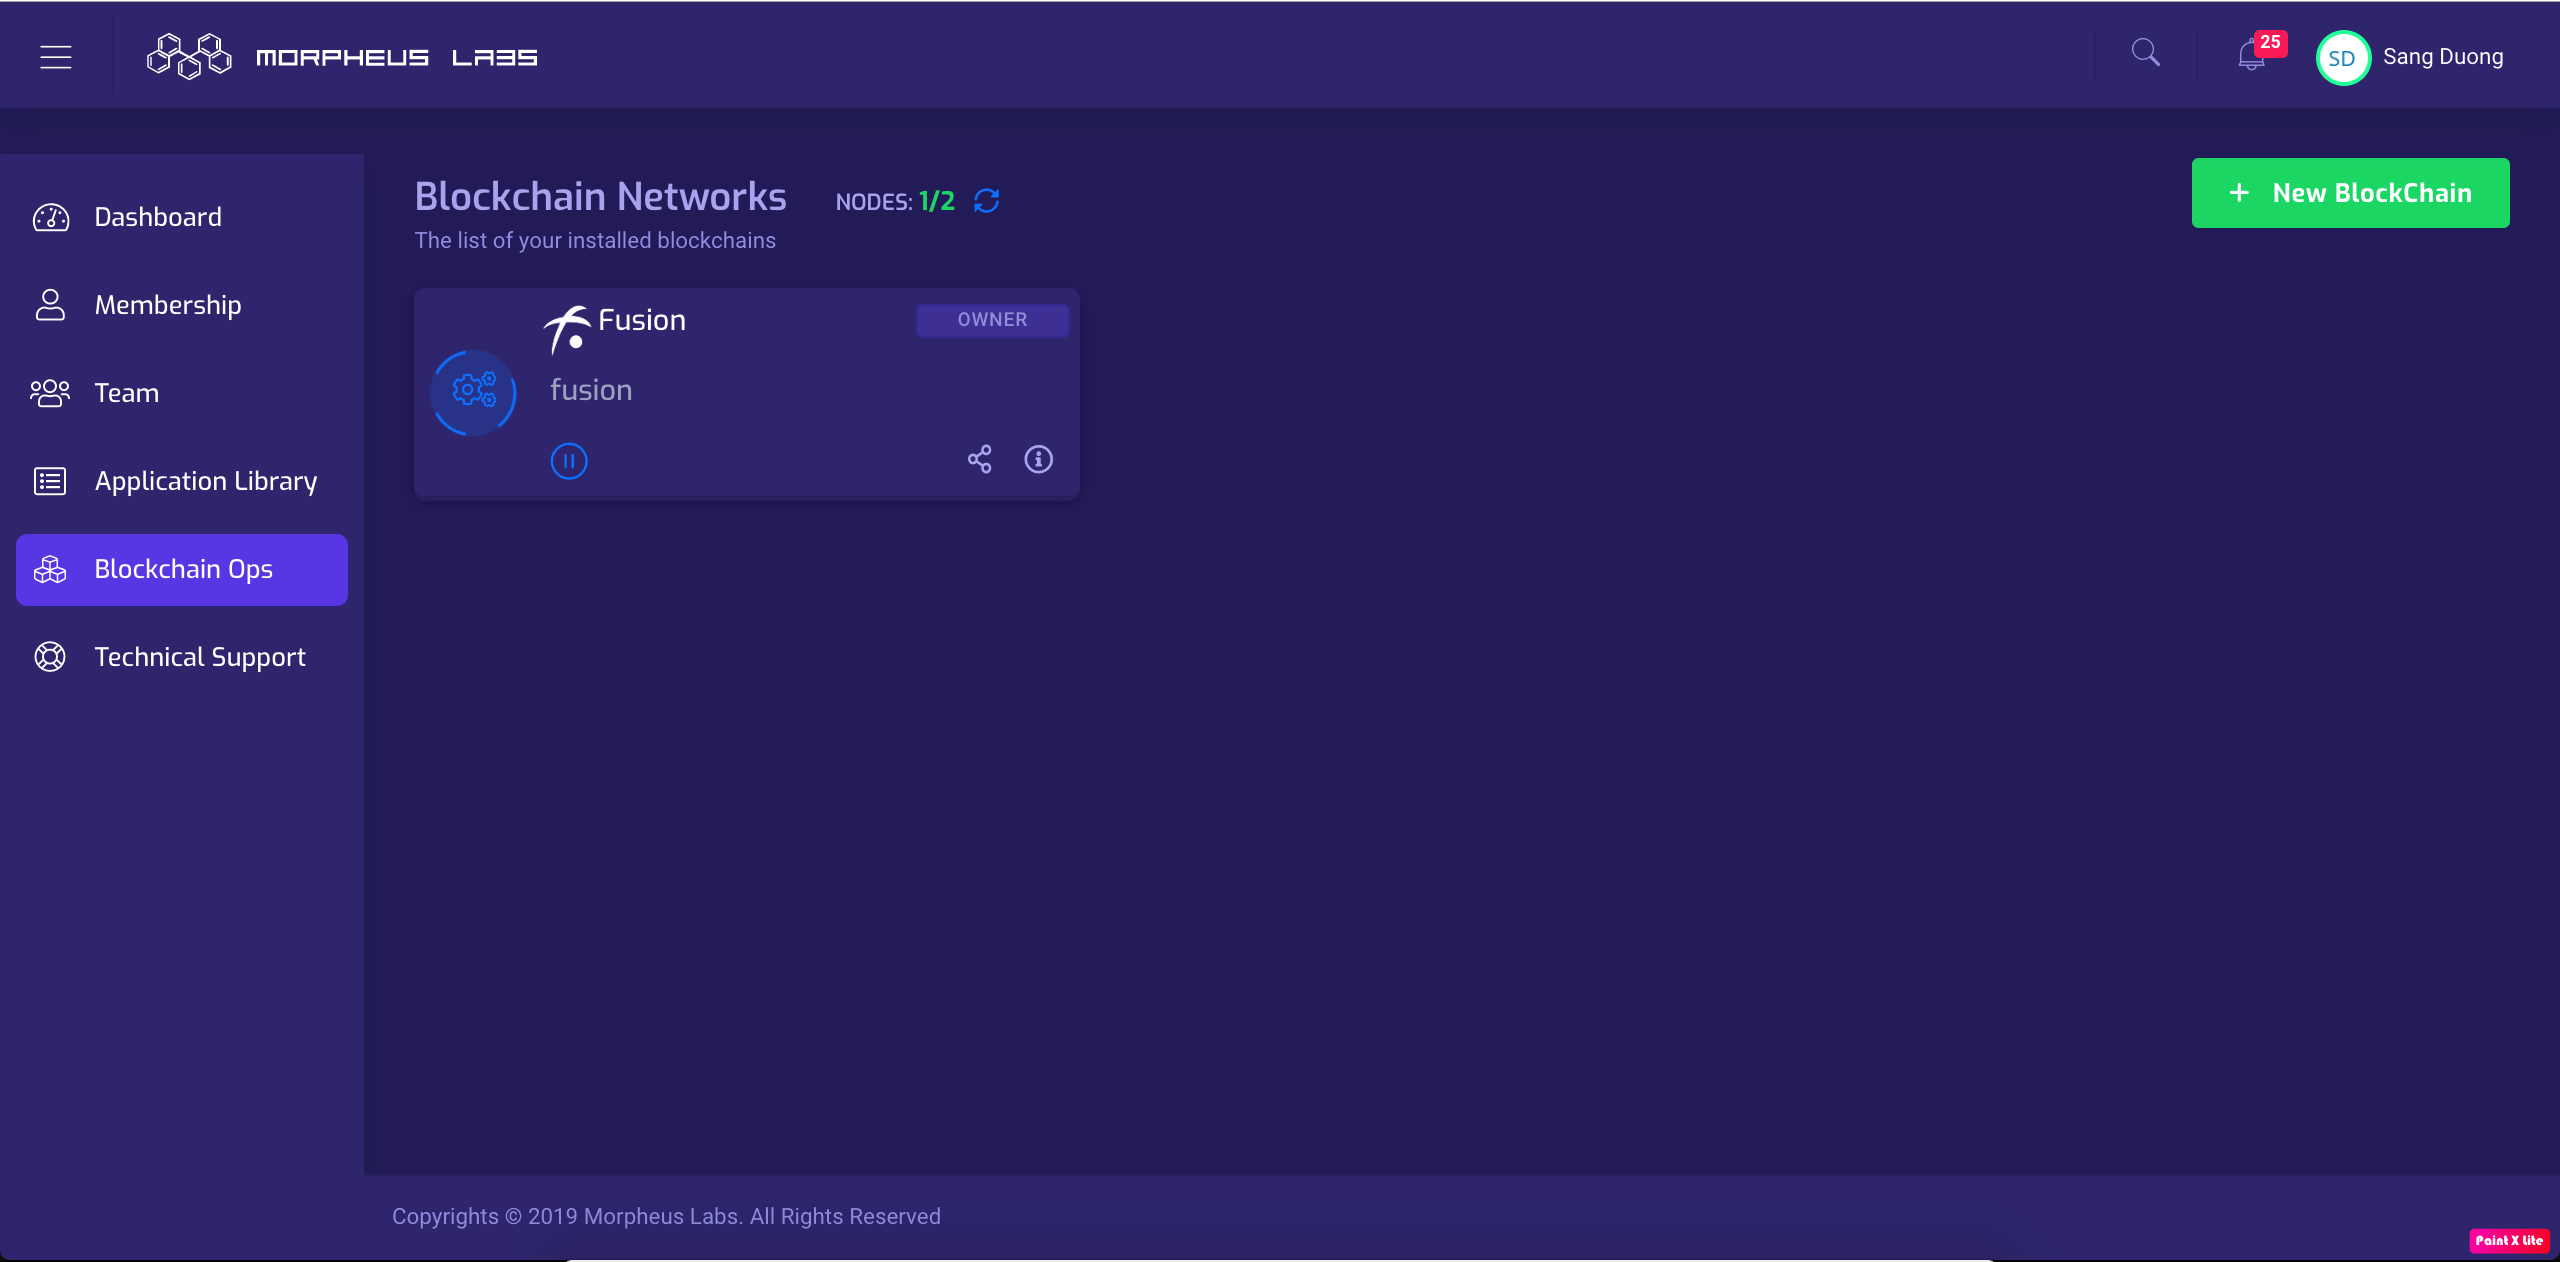 MORPHEUS LABS
25
SD
Sang Duong
Dashboard
Membership
Team
Application Library
Blockchain Ops
Technical Support
Blockchain Networks
NODES: 1/2
The list of your installed blockchains
+ New BlockChain
Fusion
OWNER
fusion
Copyrights © 2019 Morpheus Labs. All Rights Reserved
Paint X Lite